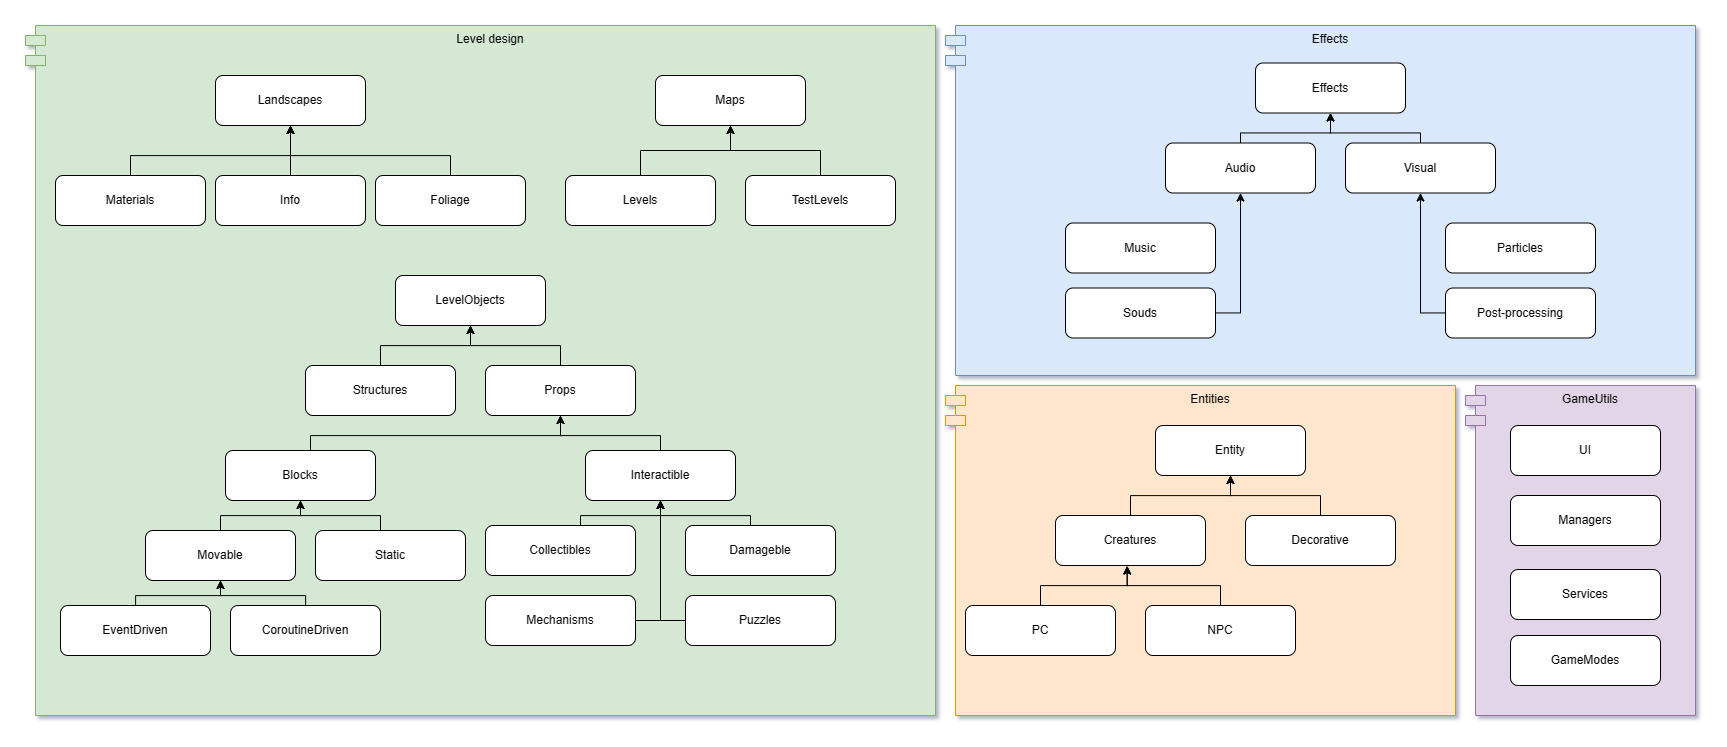 Level design
Landscapes
Maps
Materials
Info
Foliage
Levels
TestLevels
LevelObjects
Structures
Props
Blocks
Interactible
Movable
Static
Collectibles
Damageble
EventDriven
CoroutineDriven
Mechanisms
Puzzles
Effects
Effects
Audio
Visual
Music
Particles
Souds
Post-processing
Entities
Entity
Creatures
Decorative
PC
NPC
GameUtils
UI
Managers
Services
GameModes